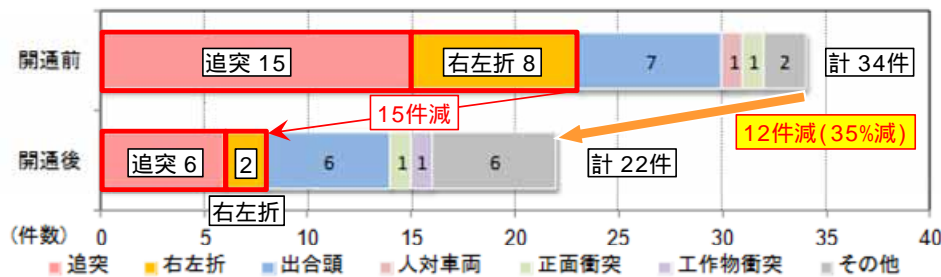 開通前
追突 15
右左折 8
7
1
1
2
計 34件
15件減
12件減(35%減)
開通後
追突 6
2
6
1
1
6
計 22件
右左折
(件数)
0
5
10
15
20
25
30
35
40
追突
右左折
出合頭
人対車両
正面衝突
工作物衝突
その他